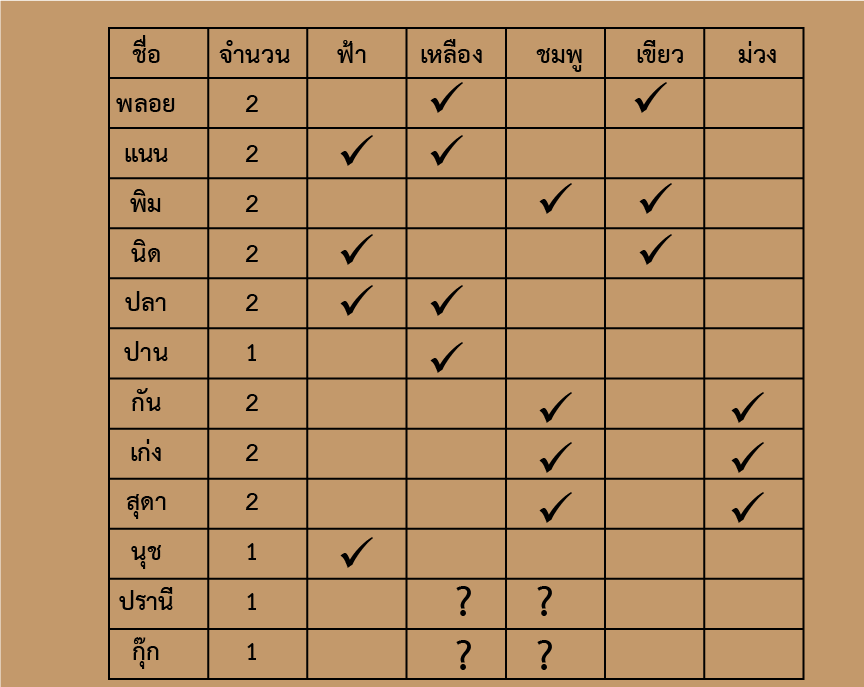 ชื่อ จำนวน ฟ้า เหลือง ชมพู เขียว ม่วง
พลอย 2 ✓ ✓
แนน 2 ✓ ✓
พิม 2 ✓ ✓
นิด 2 ✓ ✓
ปลา 2 ✓ ✓
ปาน 1 ✓
กัน 2 ✓ ✓
เก่ง 2 ✓ ✓
สุดา 2 ✓ ✓
นุช 1 ✓
ปรานี 1 ? ?
กุ๊ก 1 ? ?